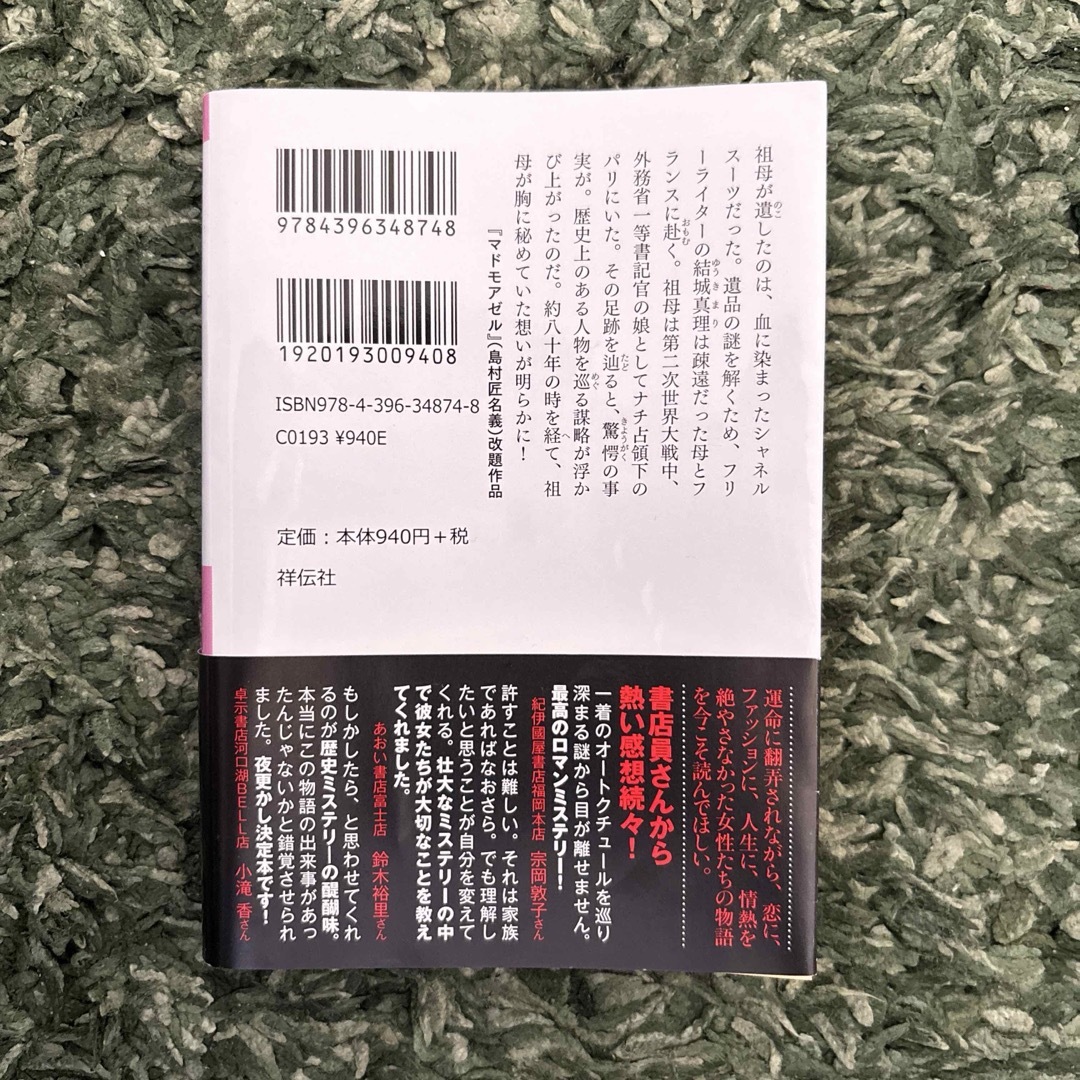 祖母が遺したのは、血に染まったシャネル
スーツだった。遺品の謎を解くため、フリ
ーライターの結城真理は疎遠だった母とフ
ランスに赴く。祖母は第二次世界大戦中、
外務省一等書記官の娘としてナチ占領下の
パリにいた。その足跡を辿ると、驚愕の事
実が。歴史上のある人物を巡る謀略が浮か
び上がったのだ。約八十年の時を経て、祖
母が胸に秘めていた想いが明らかに！
『マドモアゼル』（島村匠名義）改題作品
9784396348748
1920193009408
ISBN978-4-396-34874-8
C0193 ¥940E
定価：本体940円＋税
祥伝社
運命に翻弄されながら、恋に、
ファッションに、人生に、情熱を
絶やさなかった女性たちの物語
を今こそ読んでほしい。
書店員さんから
熱い感想続々！
一着のオートクチュールを巡り
深まる謎から目が離せません。
最高のロマンミステリー！
紀伊國屋書店福岡本店 宗岡敦子さん
許すことは難しい。それは家族
であればなおさら。でも理解し
たいと思うことが自分を変えて
くれる。壮大なミステリーの中
で彼女たちが大切なことを教え
てくれました。
あおい書店富士店 鈴木裕里さん
もしかしたら、と思わせてくれ
るのが歴史ミステリーの醍醐味。
本当にこの物語の出来事があっ
たんじゃないかと錯覚させられ
ました。夜更かし決定本です！
卓示書店河口湖BELL店 小滝 香さん